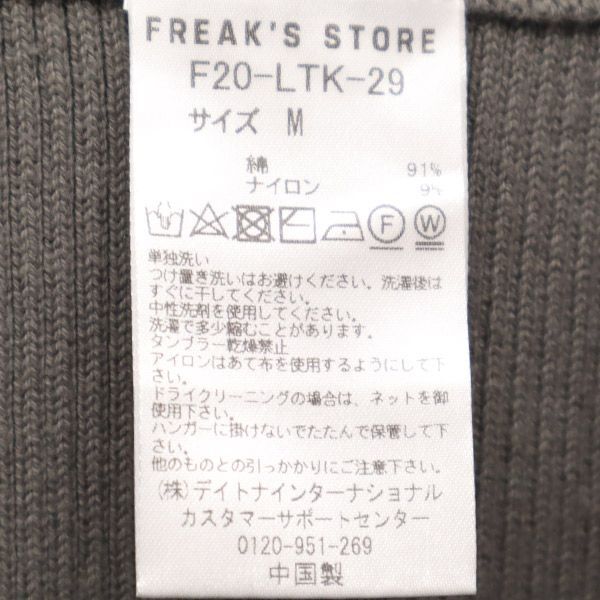 FREAK'S STORE
F20-LTK-29
サイズ M
綿 91%
ナイロン 9%
F W
単独洗い
つけ置き洗いはお避けください。洗濯後は
すぐに干してください。
中性洗剤を使用してください。
洗濯で多少縮むことがあります。
タンブラー乾燥禁止
アイロンはあて布を使用するようにして下
さい。
ドライクリーニングの場合は、ネットを御
使用下さい。
ハンガーに掛けないでたたんで保管して下
さい。
他のものとの引っかかりにご注意下さい。
(株)デイトナインターナショナル
カスタマーサポートセンター
0120-951-269
中国製